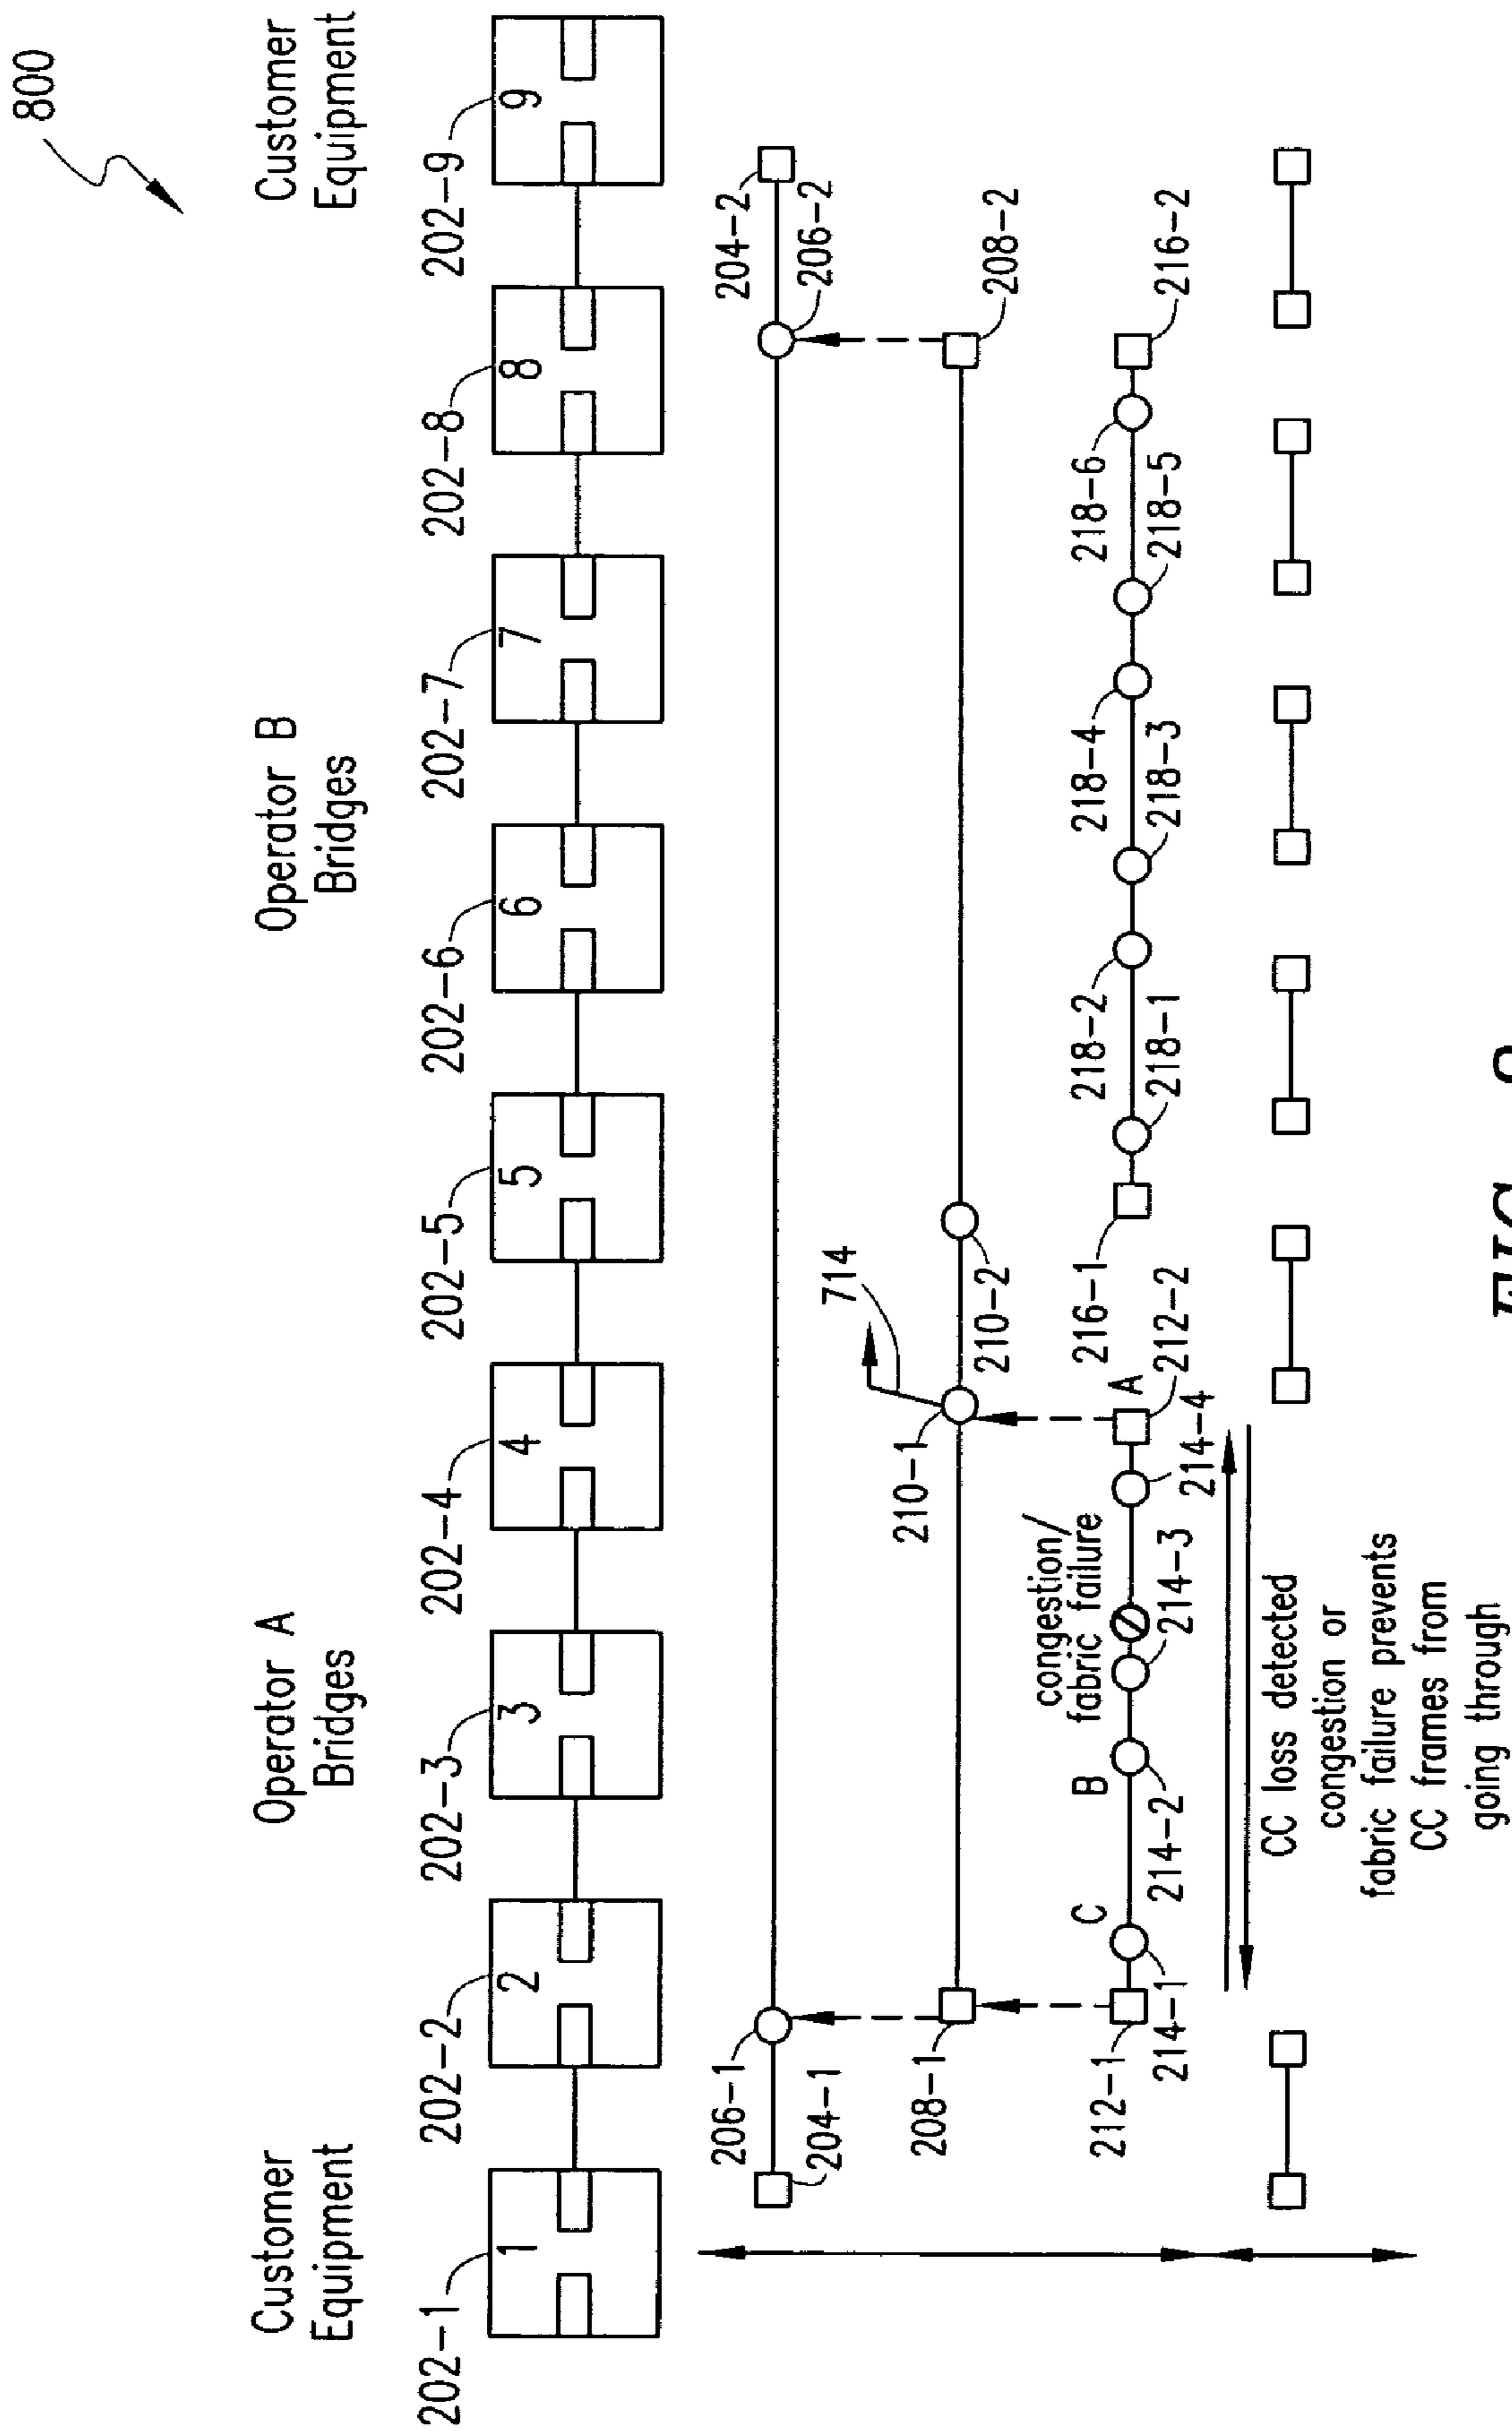 800
Customer
Equipment
Operator A
Bridges
Operator B
Bridges
Customer
Equipment
202-1
202-2
202-3
202-4
202-5
202-6
202-7
202-8
202-9
1
2
3
4
5
6
7
8
9
206-1
204-1
204-2
206-2
714
208-1
210-1
210-2
208-2
congestion/
fabric failure
212-1
214-1
C
B
214-2
214-3
214-4
A
212-2
216-1
218-2
218-1
218-4
218-3
218-6
218-5
216-2
CC loss detected
congestion or
fabric failure prevents
CC frames from
going through